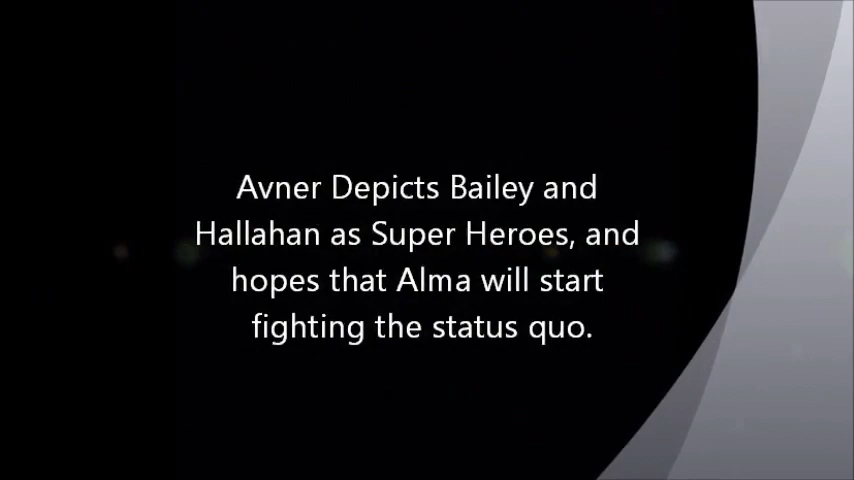 Avner Depicts Bailey and
Hallahan as Super Heroes, and
hopes that Alma will start
fighting the status quo.